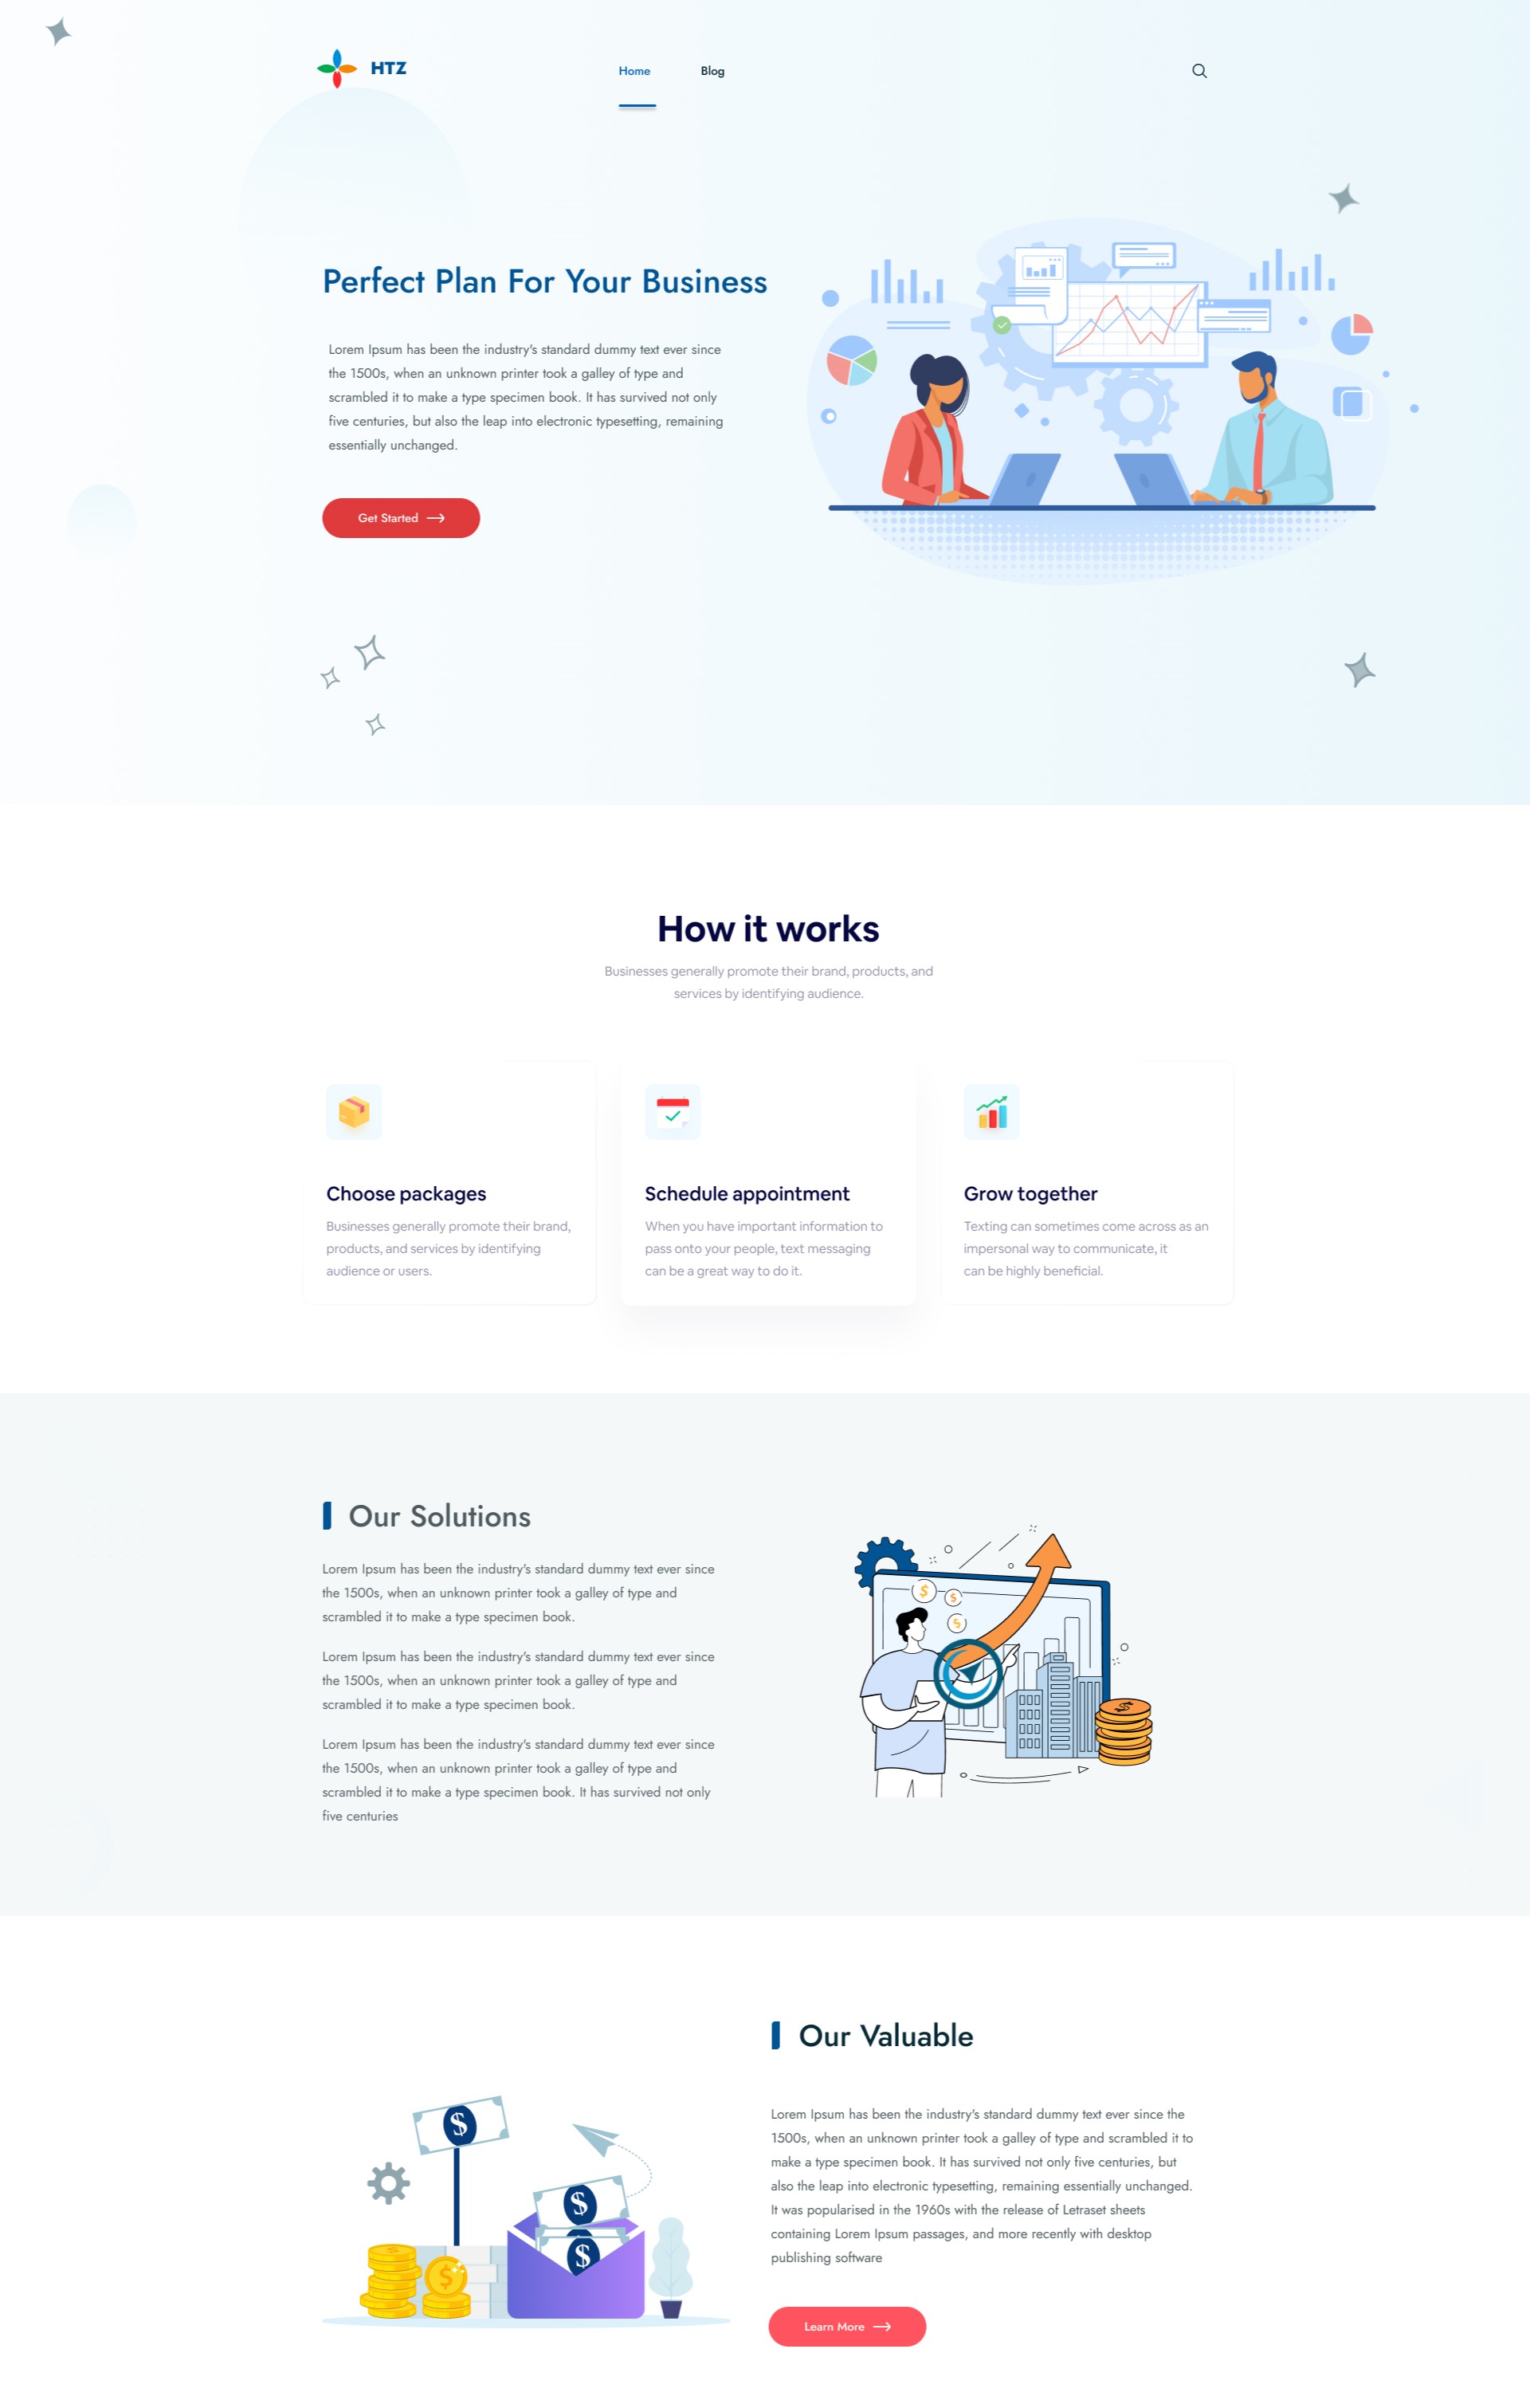 HTZ
Home
Blog
Perfect Plan For Your Business
Lorem Ipsum has been the industry's standard dummy text ever since
the 1500s, when an unknown printer took a galley of type and
scrambled it to make a type specimen book. It has survived not only
five centuries, but also the leap into electronic typesetting, remaining
essentially unchanged.
Get Started
How it works
Businesses generally promote their brand, products, and
services by identifying audience.
Choose packages
Businesses generally promote their brand,
products, and services by identifying
audience or users.
Schedule appointment
When you have important information to
pass onto your people, text messaging
can be a great way to do it.
Grow together
Texting can sometimes come across as an
impersonal way to communicate, it
can be highly beneficial.
Our Solutions
Lorem Ipsum has been the industry's standard dummy text ever since
the 1500s, when an unknown printer took a galley of type and
scrambled it to make a type specimen book.
Lorem Ipsum has been the industry's standard dummy text ever since
the 1500s, when an unknown printer took a galley of type and
scrambled it to make a type specimen book.
Lorem Ipsum has been the industry's standard dummy text ever since
the 1500s, when an unknown printer took a galley of type and
scrambled it to make a type specimen book. It has survived not only
five centuries
$
$
$
Our Valuable
Lorem Ipsum has been the industry's standard dummy text ever since the
1500s, when an unknown printer took a galley of type and scrambled it to
make a type specimen book. It has survived not only five centuries, but
also the leap into electronic typesetting, remaining essentially unchanged.
It was popularised in the 1960s with the release of Letraset sheets
containing Lorem Ipsum passages, and more recently with desktop
publishing software
Learn More
$
$
$
$